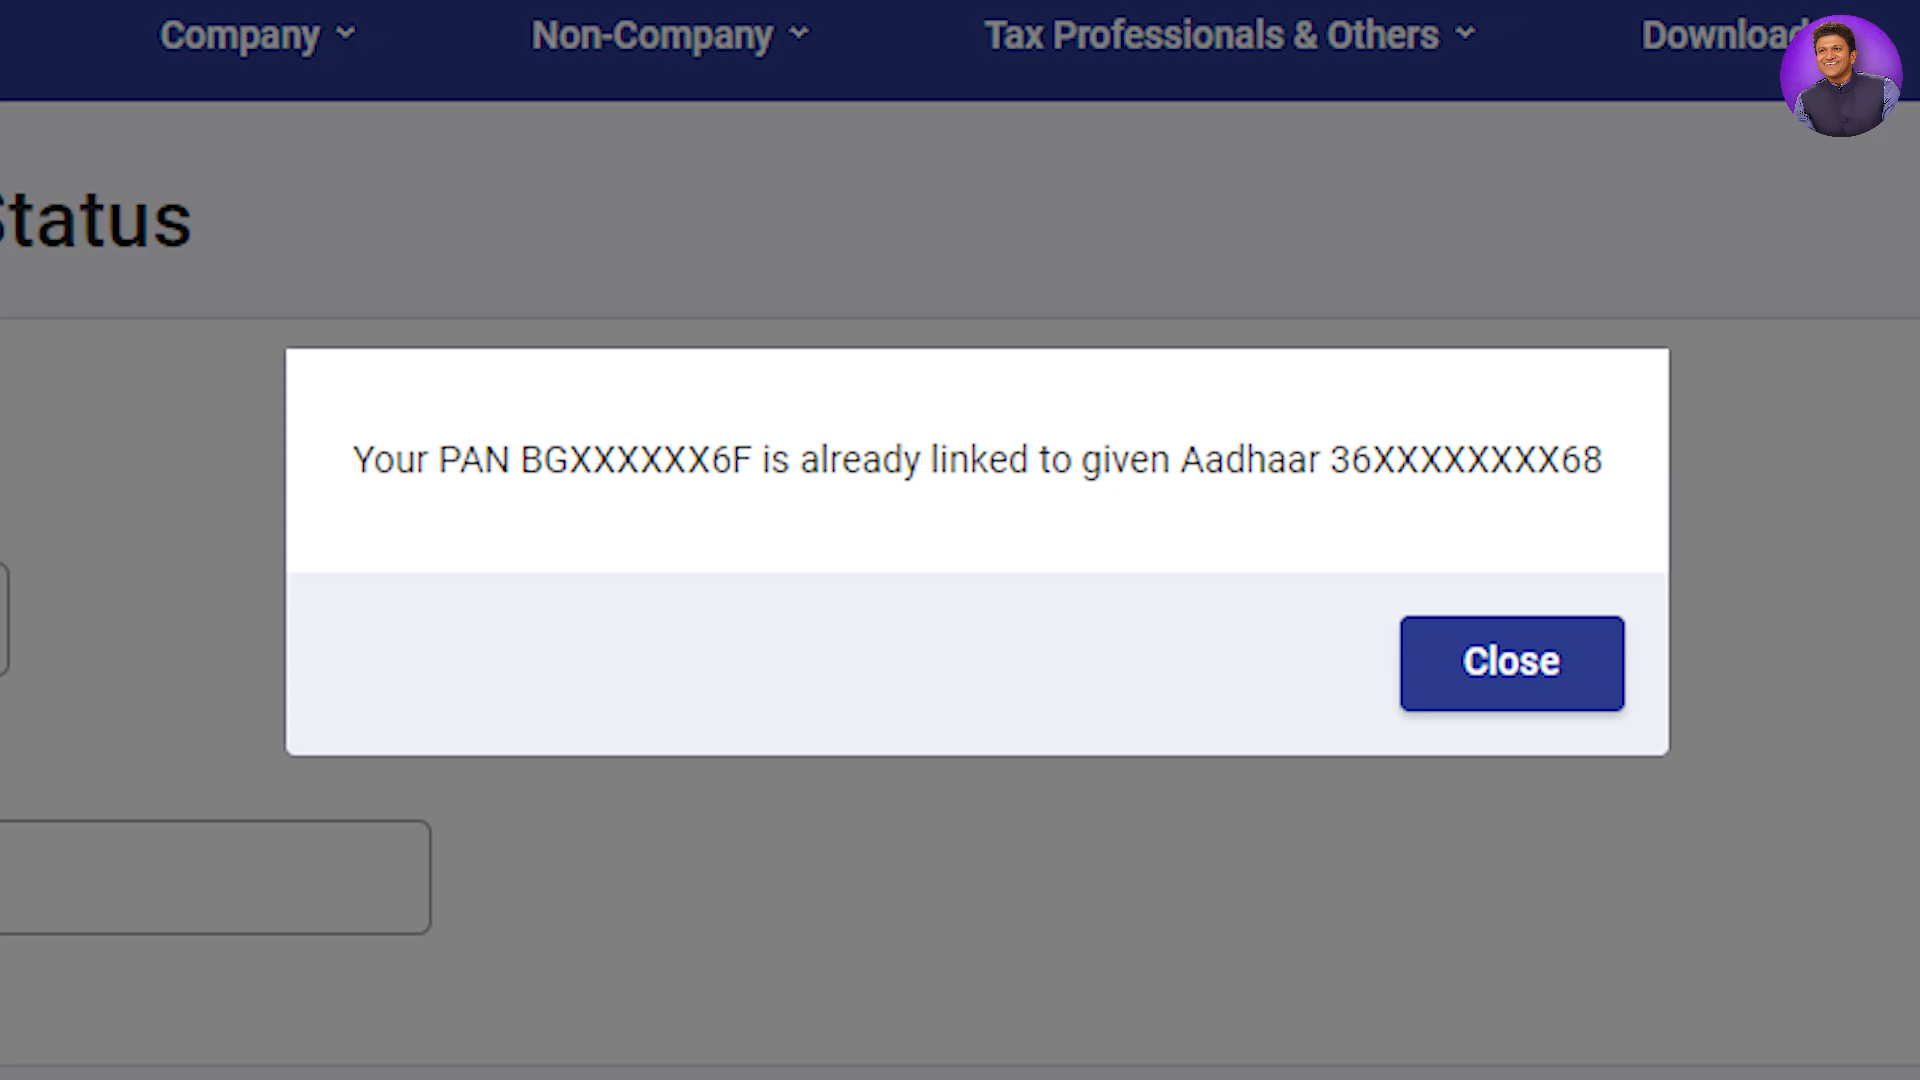 Company
Non-Company
Tax Professionals & Others
Download
Status
Your PAN BGXXXXXX6F is already linked to given Aadhaar 36XXXXXXXX68
Close